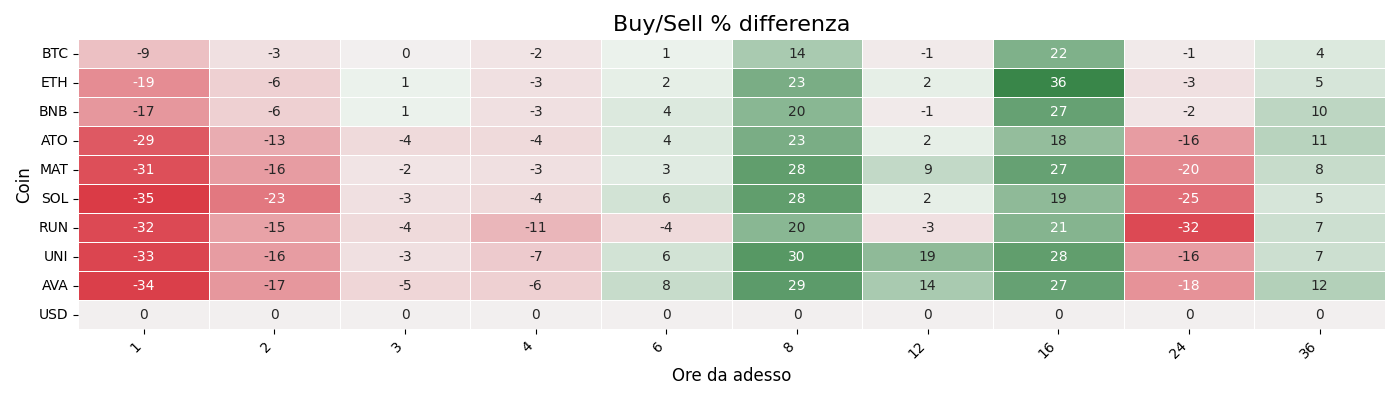 Buy/Sell % differenza
BTC -9 -3 0 -2 1 14 -1 22 -1 4
ETH -19 -6 1 -3 2 23 2 36 -3 5
BNB -17 -6 1 -3 4 20 -1 27 -2 10
ATO -29 -13 -4 -4 4 23 2 18 -16 11
MAT -31 -16 -2 -3 3 28 9 27 -20 8
SOL -35 -23 -3 -4 6 28 2 19 -25 5
RUN -32 -15 -4 -11 -4 20 -3 21 -32 7
UNI -33 -16 -3 -7 6 30 19 28 -16 7
AVA -34 -17 -5 -6 8 29 14 27 -18 12
USD 0 0 0 0 0 0 0 0 0 0
1 2 3 4 6 8 12 16 24 36
Ore da adesso
Coin